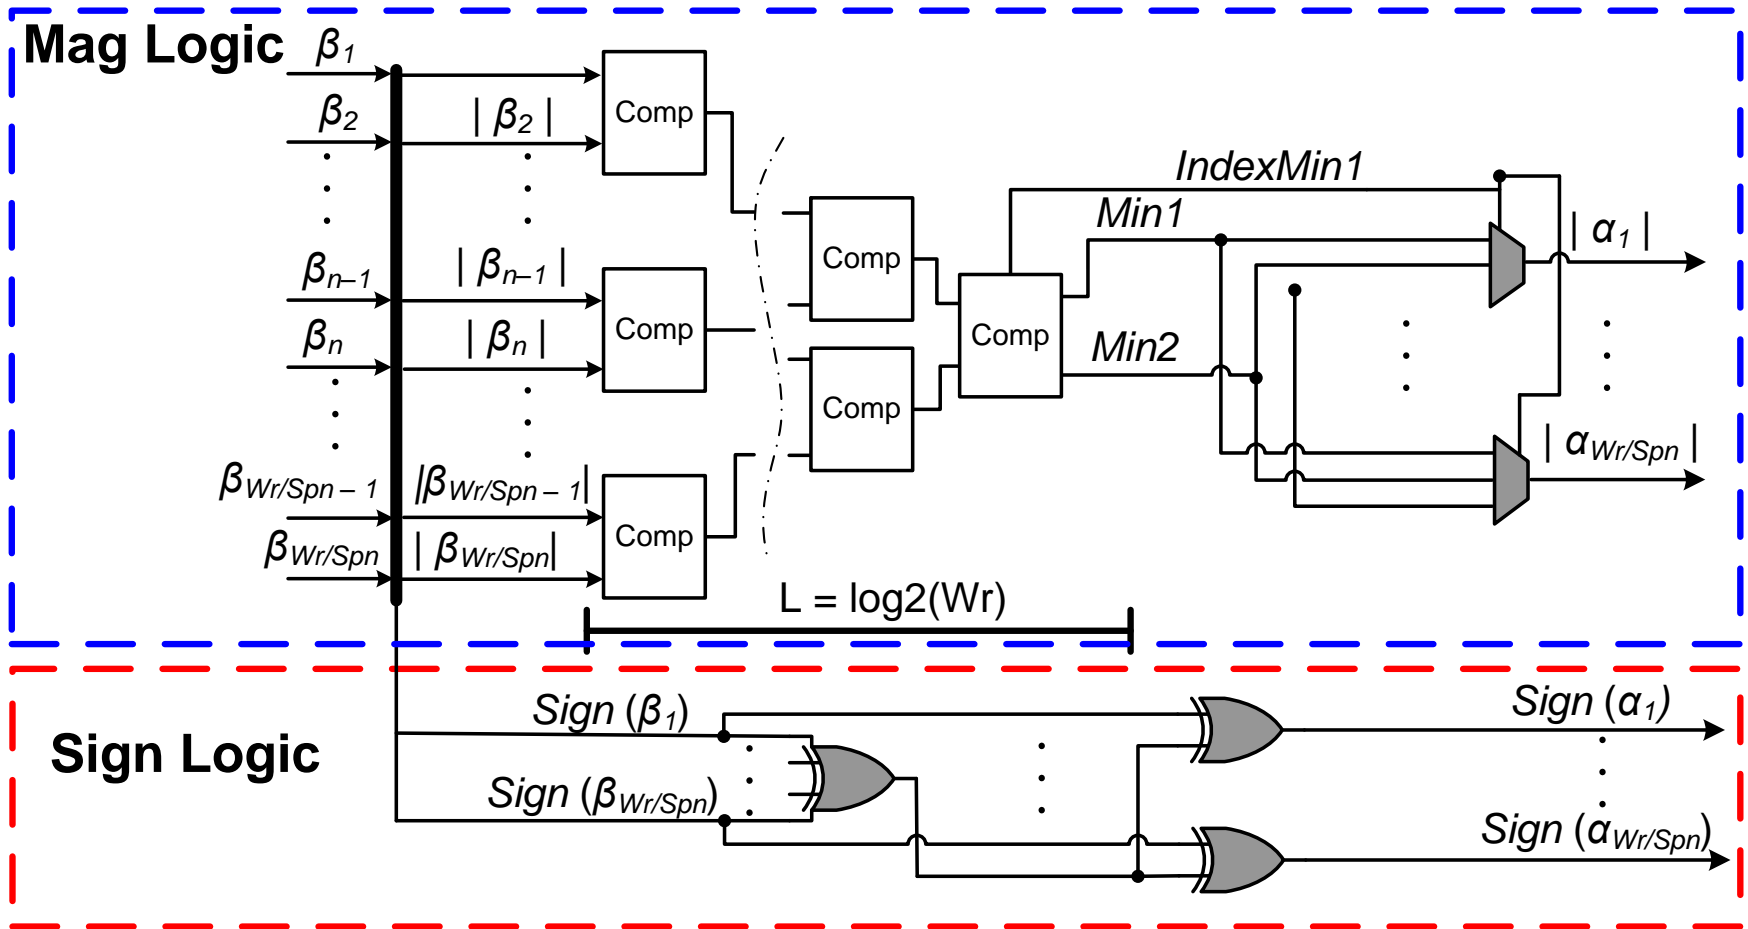 Mag Logic
β1
β2
| β2 |
βn–1
| βn–1 |
βn
| βn |
βWr/Spn – 1
|βWr/Spn – 1|
βWr/Spn
| βWr/Spn|
Comp
Comp
Comp
Comp
Comp
Comp
IndexMin1
Min1
Min2
| α1 |
| αWr/Spn |
L = log2(Wr)
Sign Logic
Sign (β1)
Sign (βWr/Spn)
Sign (α1)
Sign (αWr/Spn)